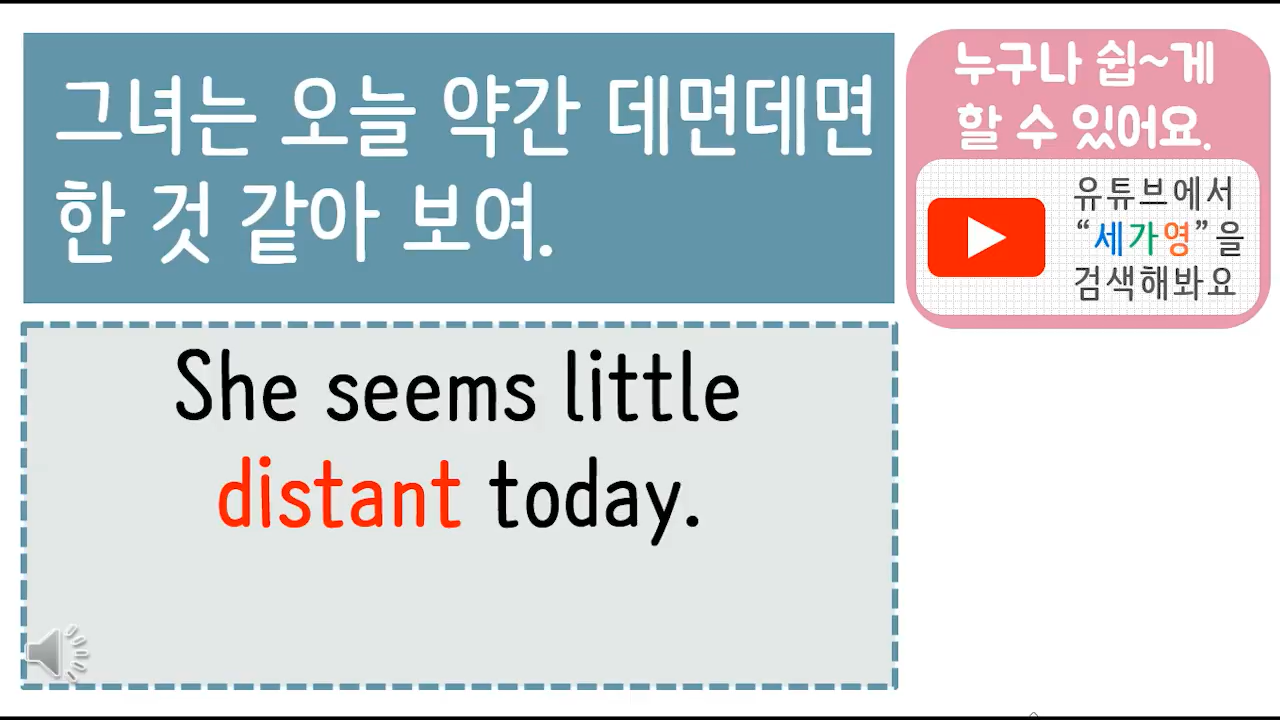 그녀는 오늘 약간 데면데면
한 것 같아 보여.
누구나 쉽~게
할 수 있어요.
유튜브에서
“세가영”을
검색해봐요
She seems little
distant today.